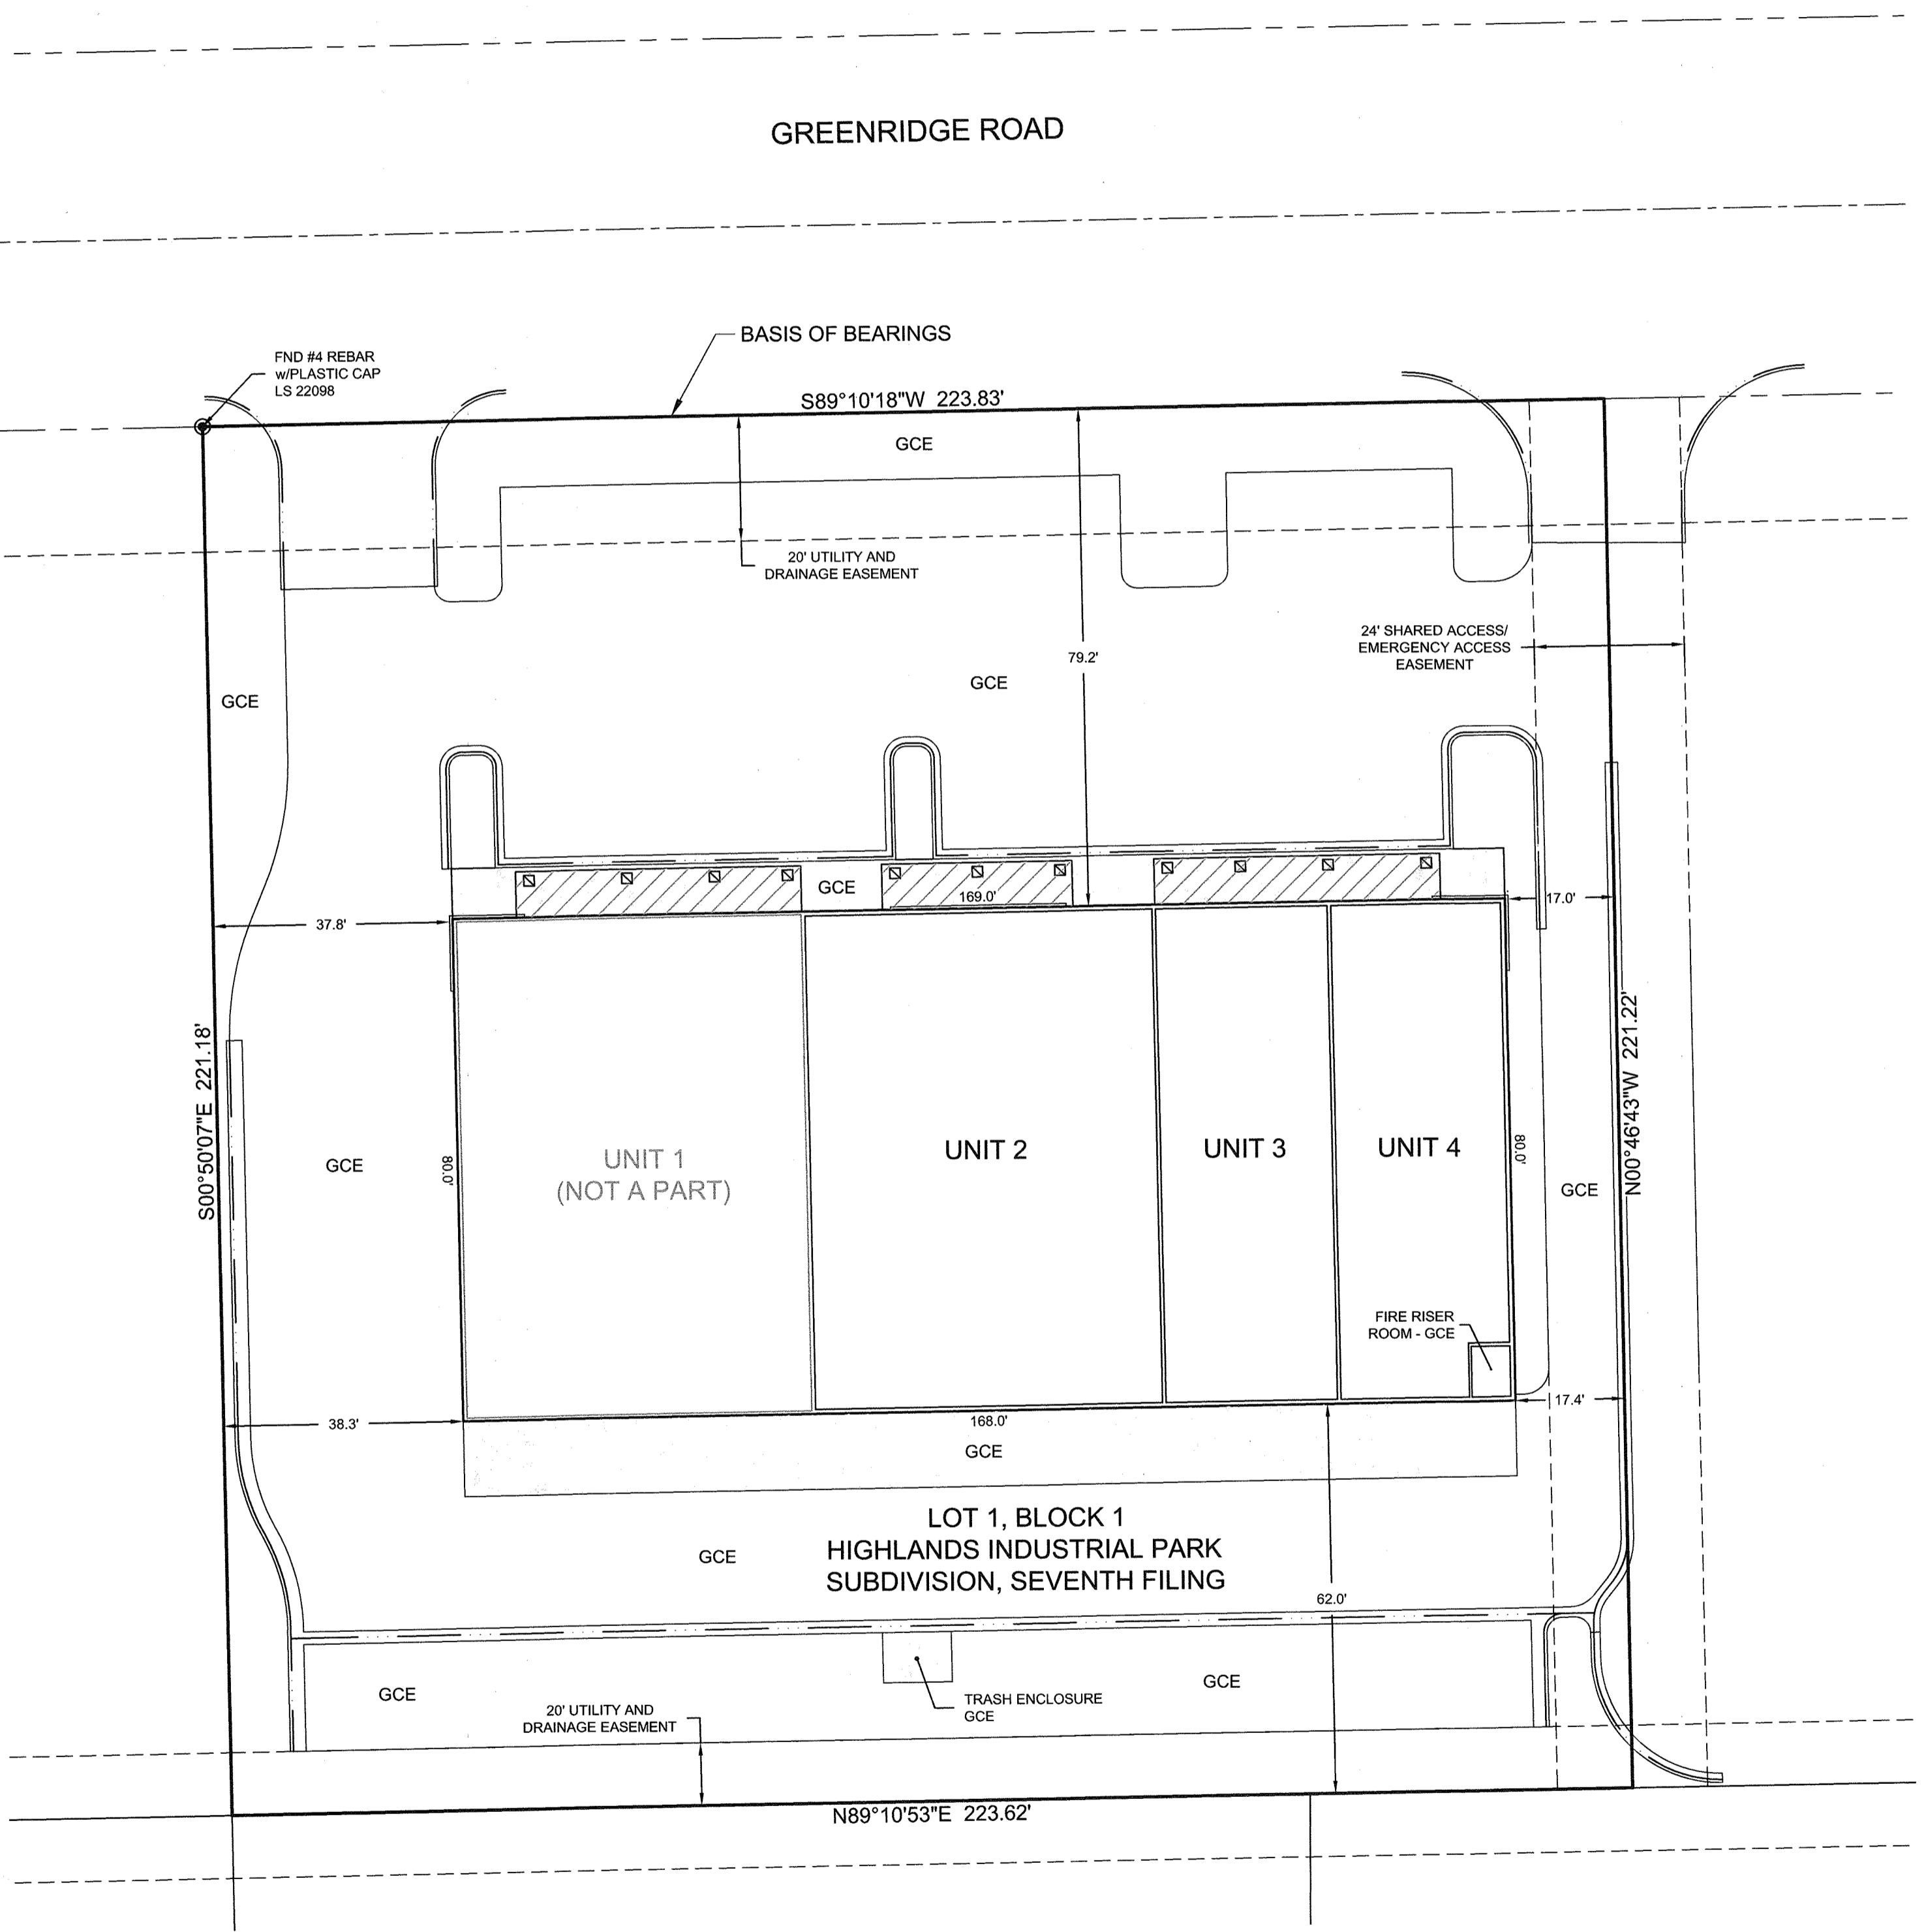 GREENRIDGE ROAD
BASIS OF BEARINGS
FND #4 REBAR
w/PLASTIC CAP
LS 22098
S89°10'18"W 223.83'
GCE
20' UTILITY AND
DRAINAGE EASEMENT
24' SHARED ACCESS/
EMERGENCY ACCESS
EASEMENT
79.2'
GCE
GCE
GCE
169.0'
17.0'
37.8'
S00°50'07"E 221.18'
N00°46'43"W 221.22'
80.0'
80.0'
UNIT 1
(NOT A PART)
UNIT 2
UNIT 3
UNIT 4
GCE
GCE
FIRE RISER
ROOM - GCE
38.3'
168.0'
17.4'
GCE
LOT 1, BLOCK 1
HIGHLANDS INDUSTRIAL PARK
SUBDIVISION, SEVENTH FILING
GCE
62.0'
GCE
GCE
TRASH ENCLOSURE
GCE
20' UTILITY AND
DRAINAGE EASEMENT
N89°10'53"E 223.62'